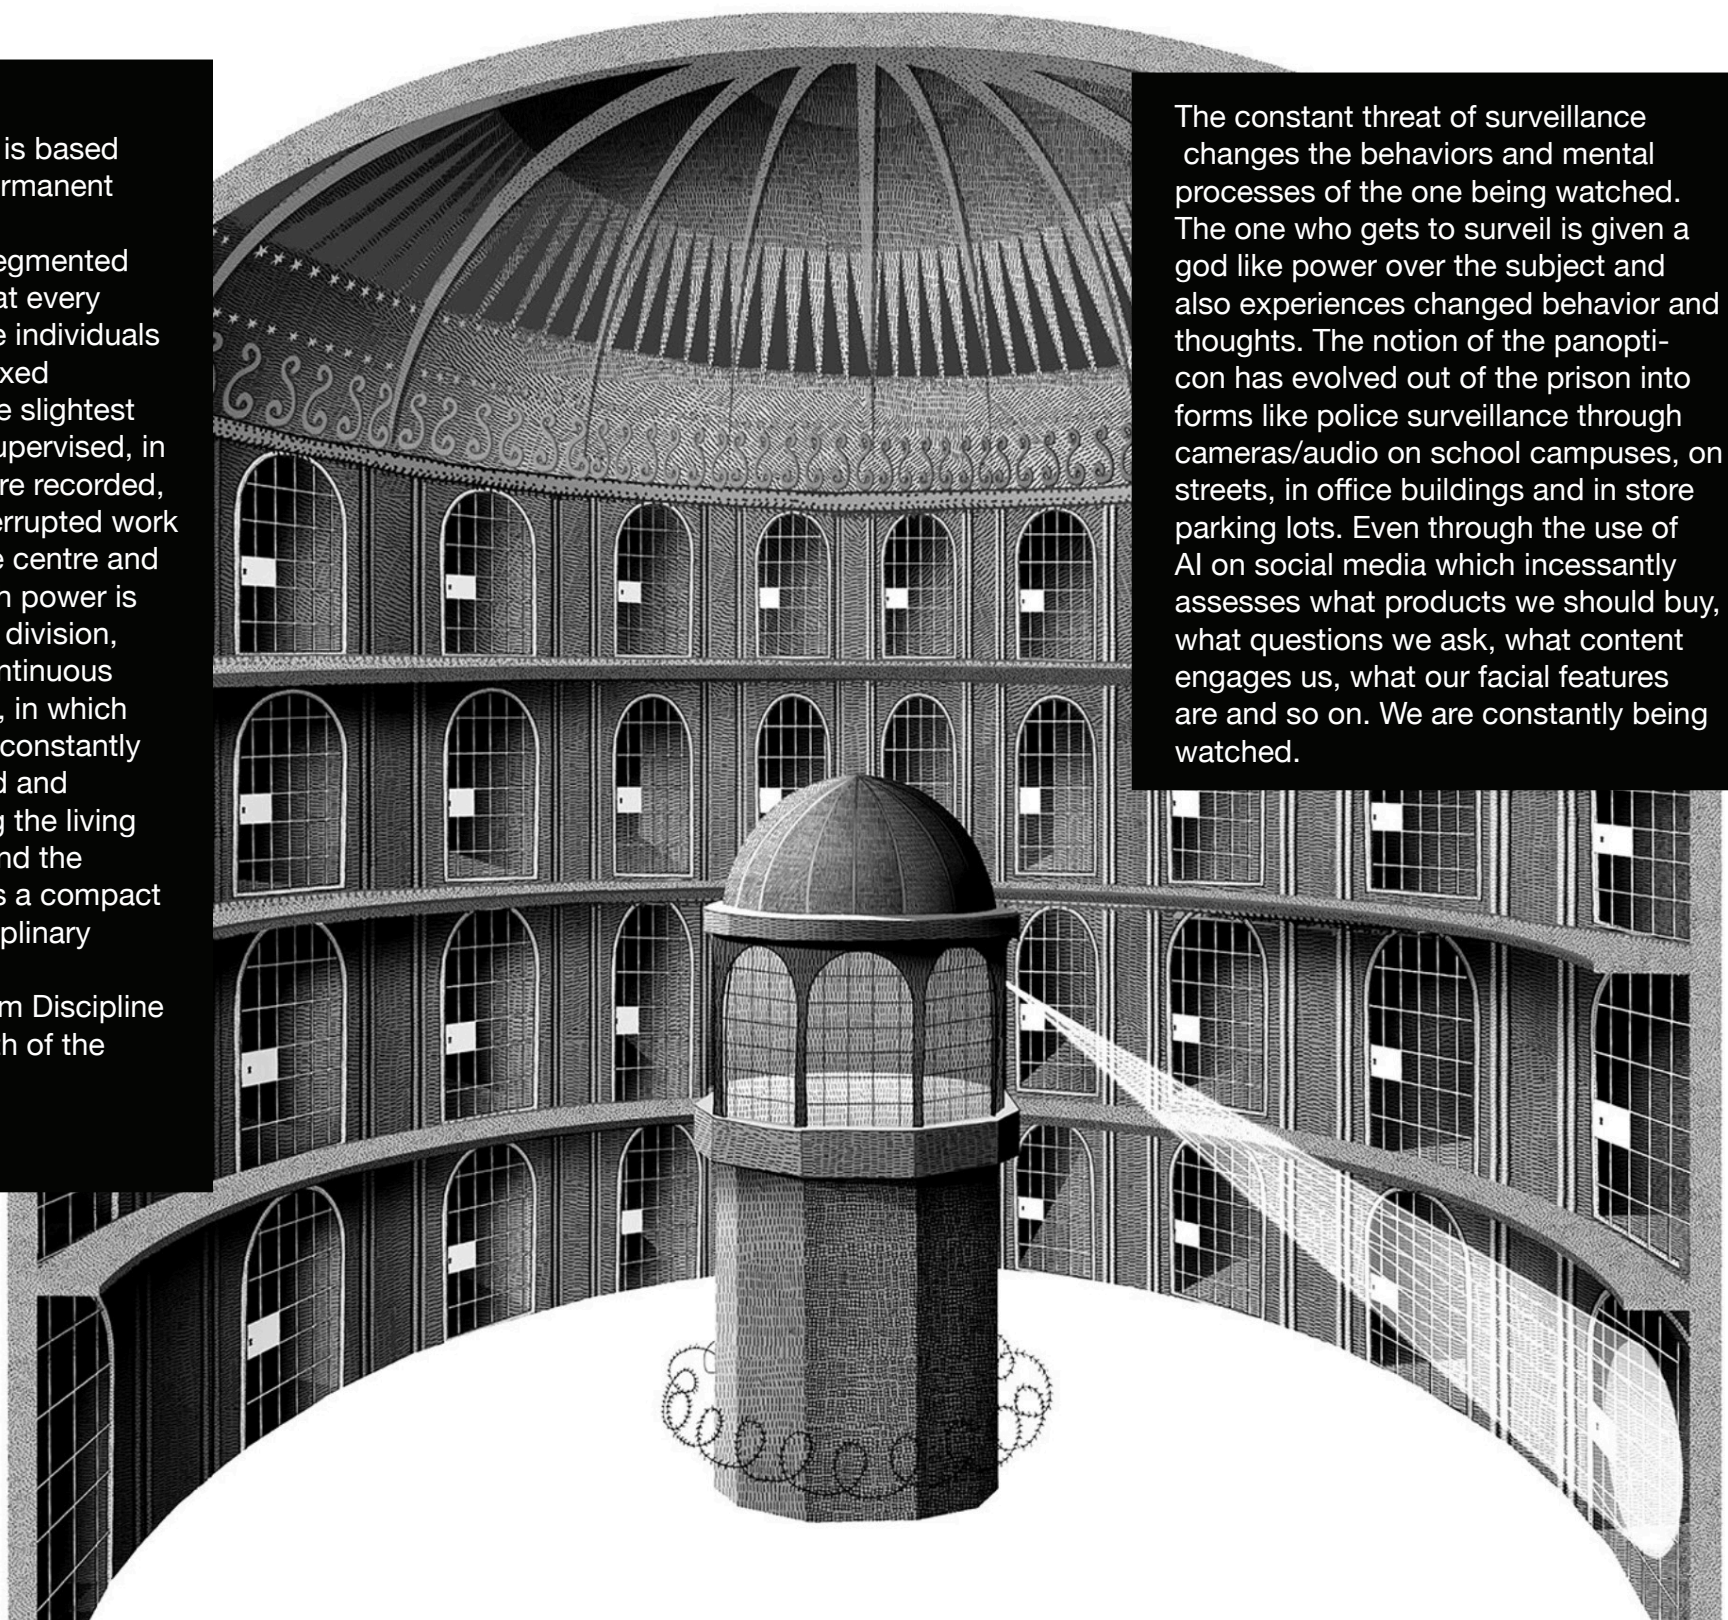 is based
rmanent
egmented
at every
e individuals
xed
e slightest
upervised, in
re recorded,
errupted work
e centre and
n power is
division,
ntinuous
, in which
constantly
d and
g the living
nd the
s a compact
plinary
m Discipline
th of the
The constant threat of surveillance
changes the behaviors and mental
processes of the one being watched.
The one who gets to surveil is given a
god like power over the subject and
also experiences changed behavior and
thoughts. The notion of the panopti-
con has evolved out of the prison into
forms like police surveillance through
cameras/audio on school campuses, on
streets, in office buildings and in store
parking lots. Even through the use of
AI on social media which incessantly
assesses what products we should buy,
what questions we ask, what content
engages us, what our facial features
are and so on. We are constantly being
watched.